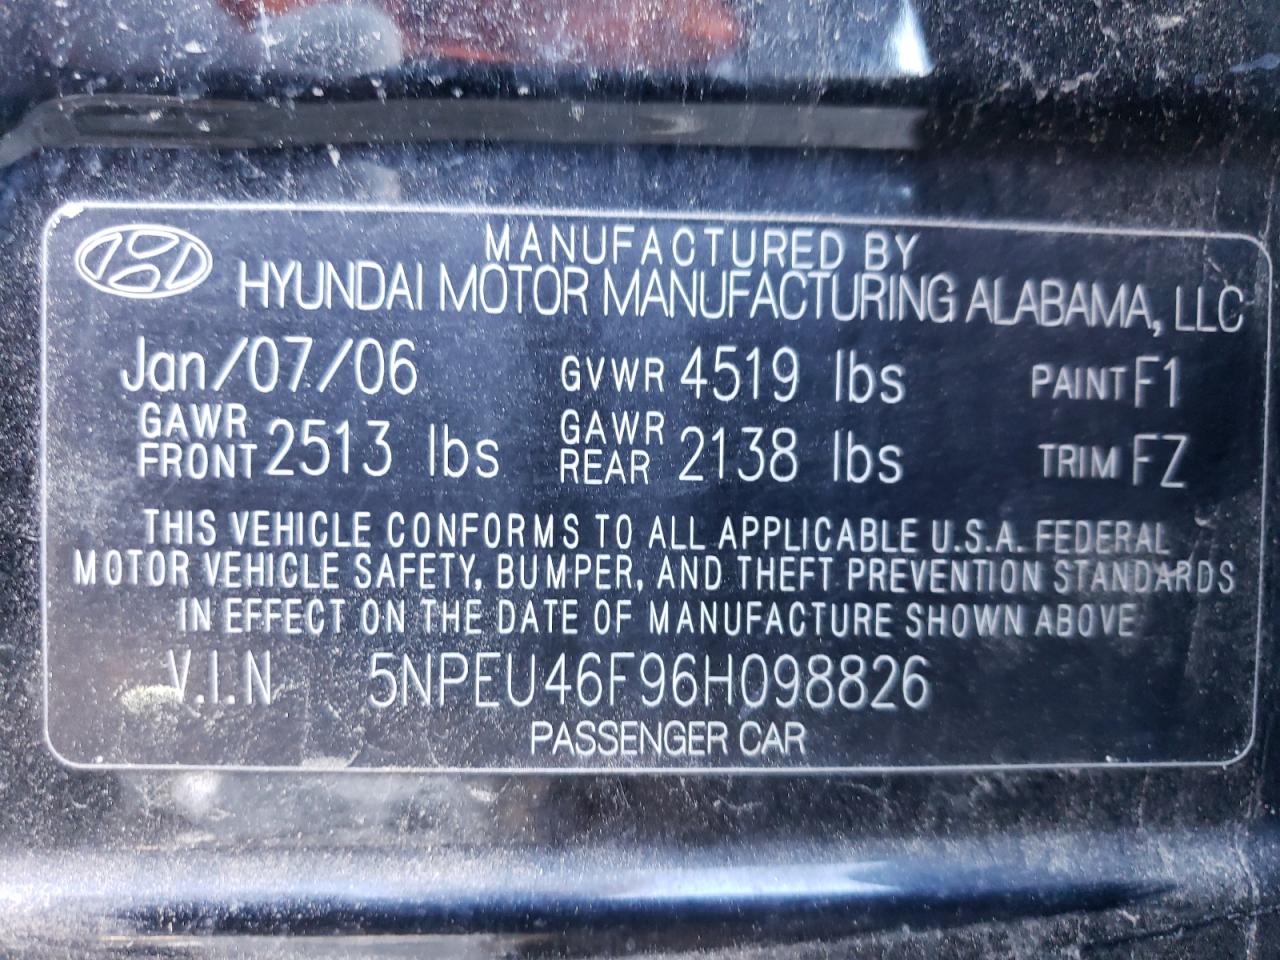 MANUFACTURED BY
HYUNDAI MOTOR MANUFACTURING ALABAMA, LLC
Jan/07/06 GVWR 4519 lbs PAINT F1
GAWR FRONT 2513 lbs GAWR REAR 2138 lbs TRIM FZ
THIS VEHICLE CONFORMS TO ALL APPLICABLE U.S.A. FEDERAL
MOTOR VEHICLE SAFETY, BUMPER, AND THEFT PREVENTION STANDARDS
IN EFFECT ON THE DATE OF MANUFACTURE SHOWN ABOVE
V.I.N 5NPEU46F96H098826
PASSENGER CAR